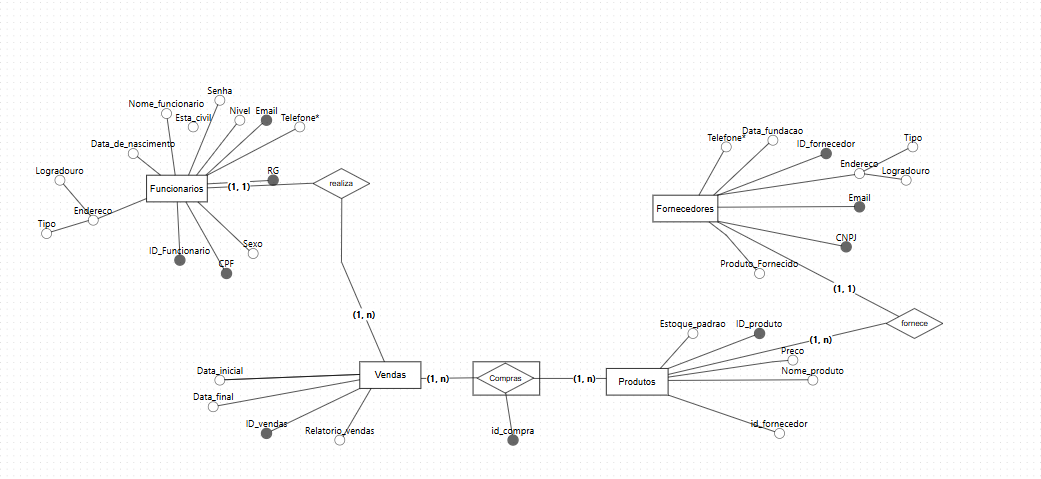 Senha
Nome_funcionario
Esta_civil
Nivel
Email
Telefone*
Data_de_nascimento
Logradouro
RG
Funcionarios
(1, 1)
realiza
Endereco
Tipo
ID_Funcionario
CPF
Sexo
Telefone*
Data_fundacao
ID_fornecedor
Tipo
Endereco
Logradouro
Fornecedores
Email
CNPJ
Produto_Fornecido
(1, 1)
fornece
(1, n)
(1, n)
Estoque_padrao
ID_produto
Preco
Nome_produto
Data_inicial
Vendas
(1, n)
Compras
(1, n)
Produtos
Data_final
ID_vendas
Relatorio_vendas
id_compra
id_fornecedor